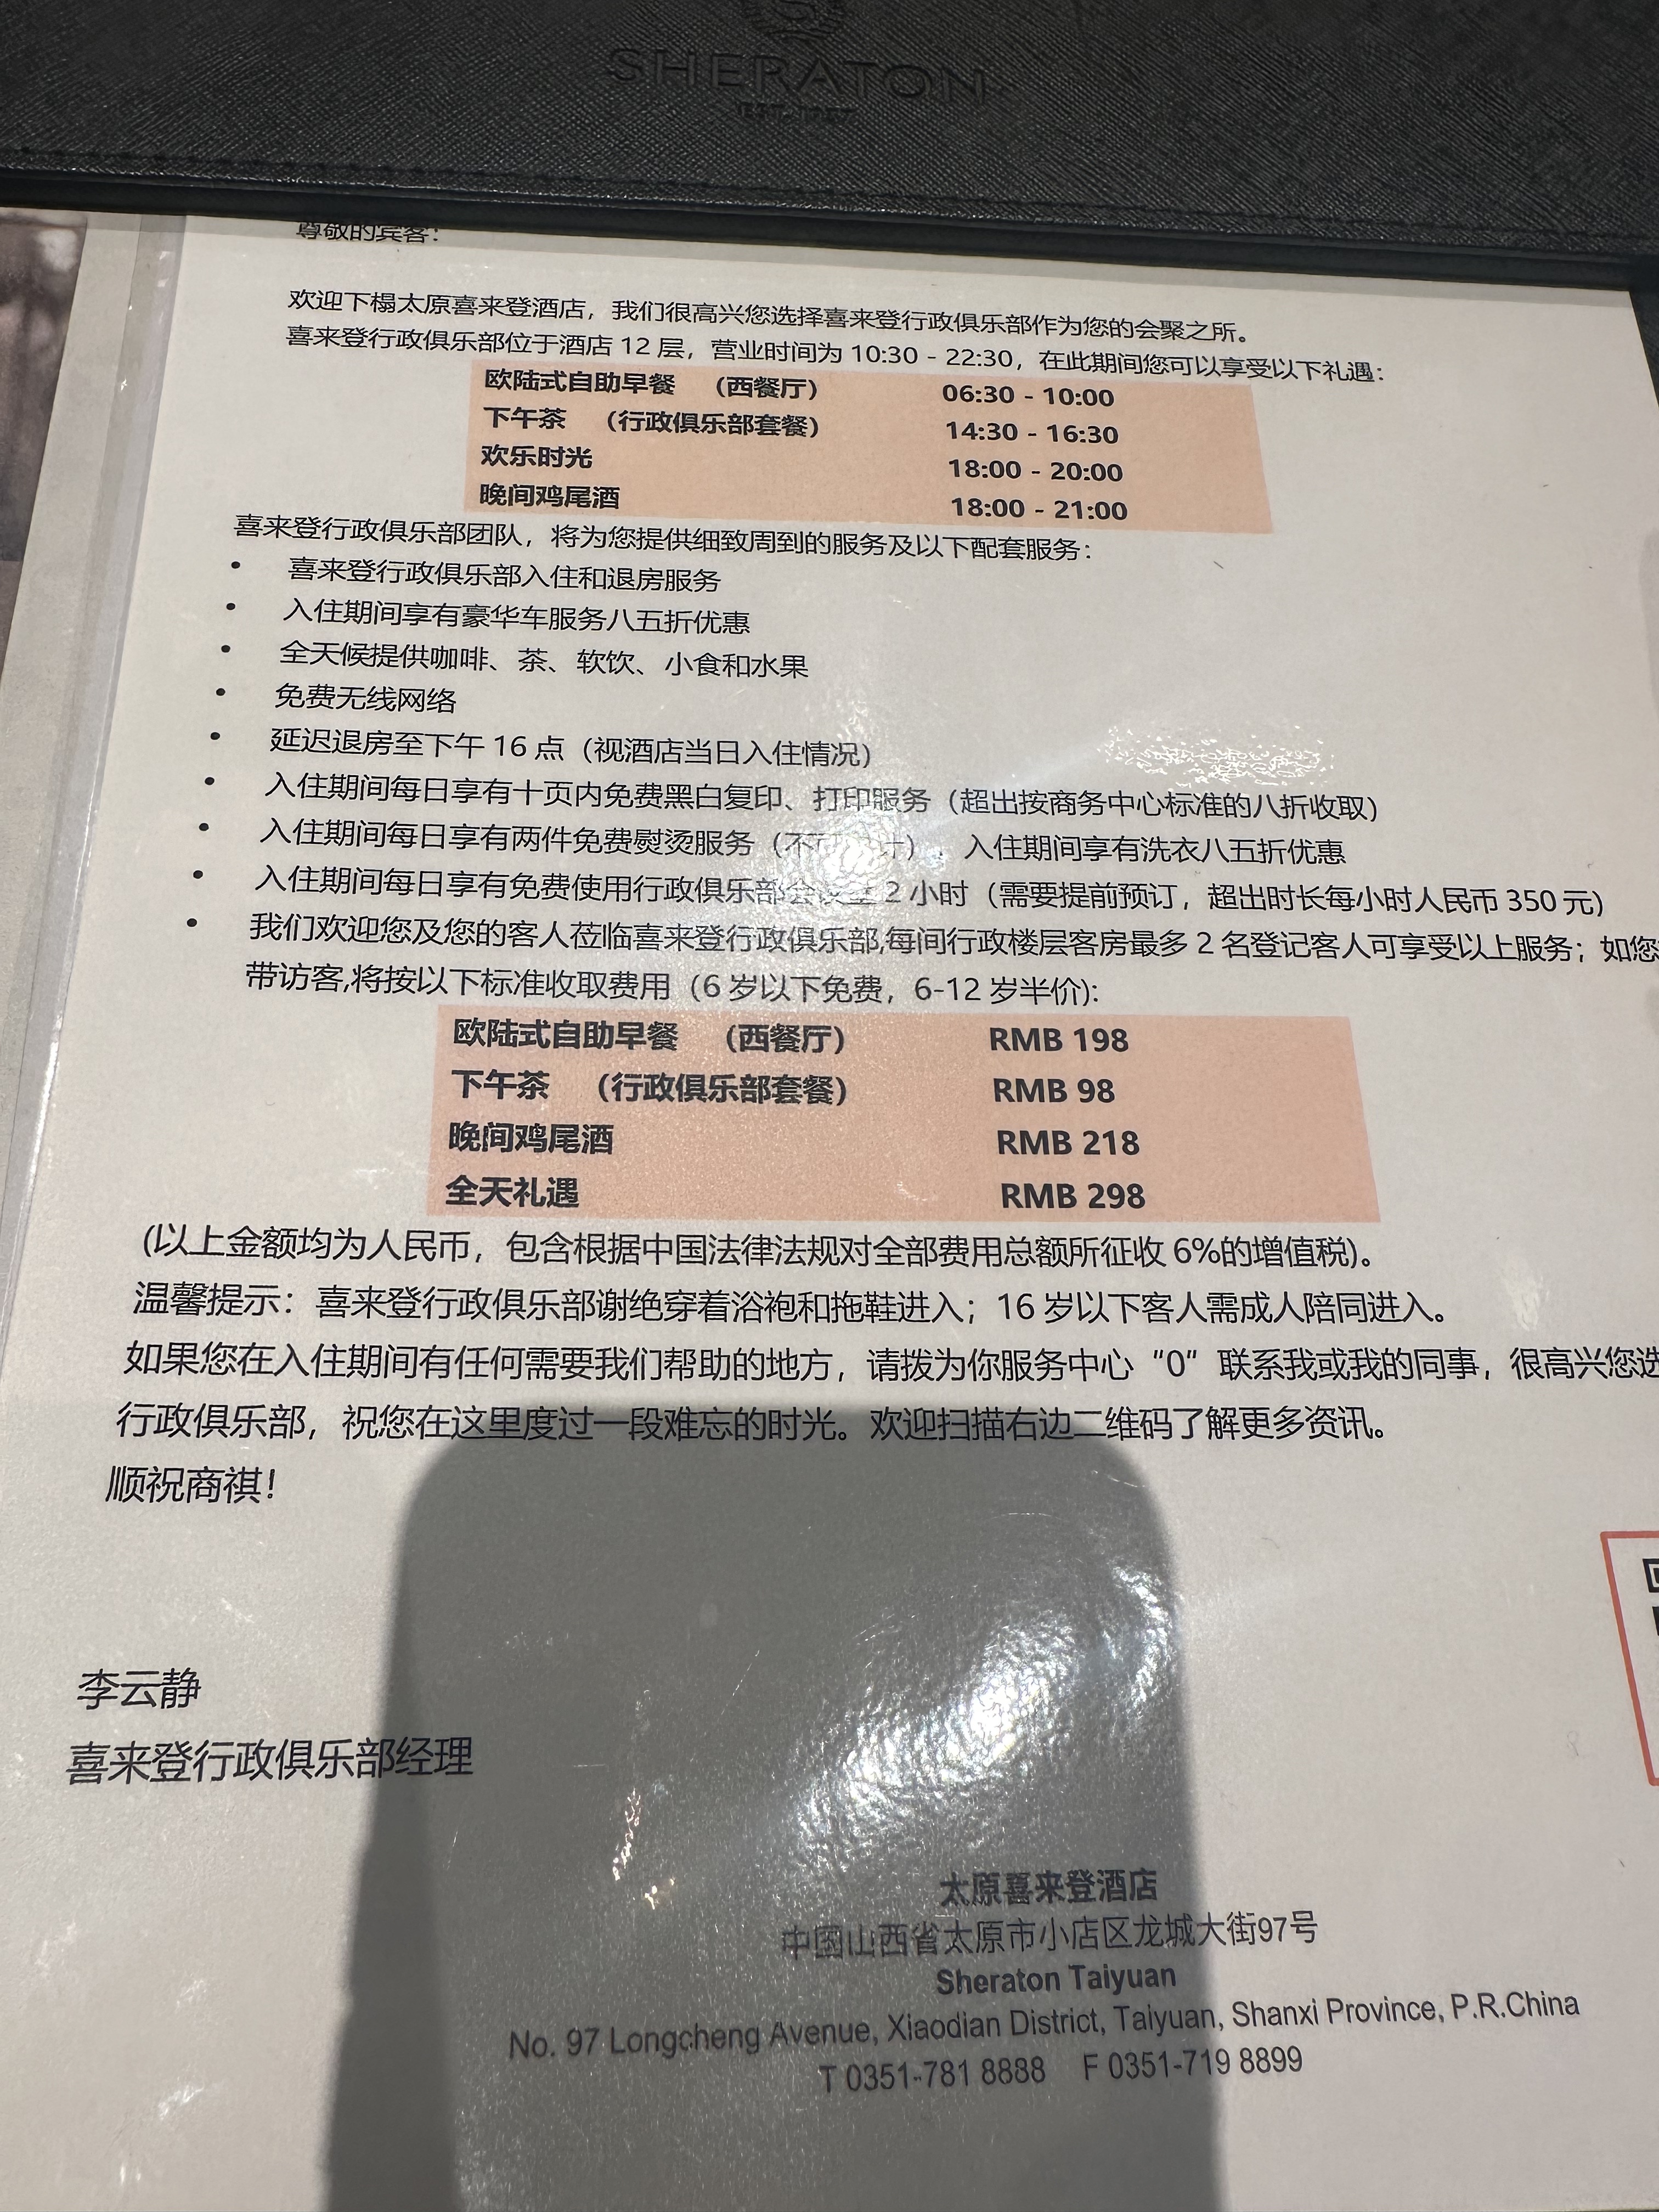 SHERATON
EST. 1937
尊敬的宾客：
欢迎下榻太原喜来登酒店，我们很高兴您选择喜来登行政俱乐部作为您的会聚之所。
喜来登行政俱乐部位于酒店 12 层，营业时间为 10:30 - 22:30，在此期间您可以享受以下礼遇：
欧陆式自助早餐 （西餐厅） 06:30 - 10:00
下午茶 （行政俱乐部套餐） 14:30 - 16:30
欢乐时光 18:00 - 20:00
晚间鸡尾酒 18:00 - 21:00
喜来登行政俱乐部团队，将为您提供细致周到的服务及以下配套服务：
• 喜来登行政俱乐部入住和退房服务
• 入住期间享有豪华车服务八五折优惠
• 全天候提供咖啡、茶、软饮、小食和水果
• 免费无线网络
• 延迟退房至下午 16 点（视酒店当日入住情况）
• 入住期间每日享有十页内免费黑白复印、打印服务（超出按商务中心标准的八折收取）
• 入住期间每日享有两件免费熨烫服务（不），入住期间享有洗衣八五折优惠
• 入住期间每日享有免费使用行政俱乐部会议室 2 小时（需要提前预订，超出时长每小时人民币 350 元）
• 我们欢迎您及您的客人莅临喜来登行政俱乐部,每间行政楼层客房最多 2 名登记客人可享受以上服务；如您
带访客,将按以下标准收取费用（6 岁以下免费，6-12 岁半价):
欧陆式自助早餐 （西餐厅） RMB 198
下午茶 （行政俱乐部套餐） RMB 98
晚间鸡尾酒 RMB 218
全天礼遇 RMB 298
(以上金额均为人民币，包含根据中国法律法规对全部费用总额所征收 6%的增值税)。
温馨提示：喜来登行政俱乐部谢绝穿着浴袍和拖鞋进入；16 岁以下客人需成人陪同进入。
如果您在入住期间有任何需要我们帮助的地方，请拨为你服务中心“0”联系我或我的同事，很高兴您选
行政俱乐部，祝您在这里度过一段难忘的时光。欢迎扫描右边二维码了解更多资讯。
顺祝商祺！
李云静
喜来登行政俱乐部经理
太原喜来登酒店
中国山西省太原市小店区龙城大街97号
Sheraton Taiyuan
No. 97 Longcheng Avenue, Xiaodian District, Taiyuan, Shanxi Province, P.R.China
T 0351-781 8888 F 0351-719 8899